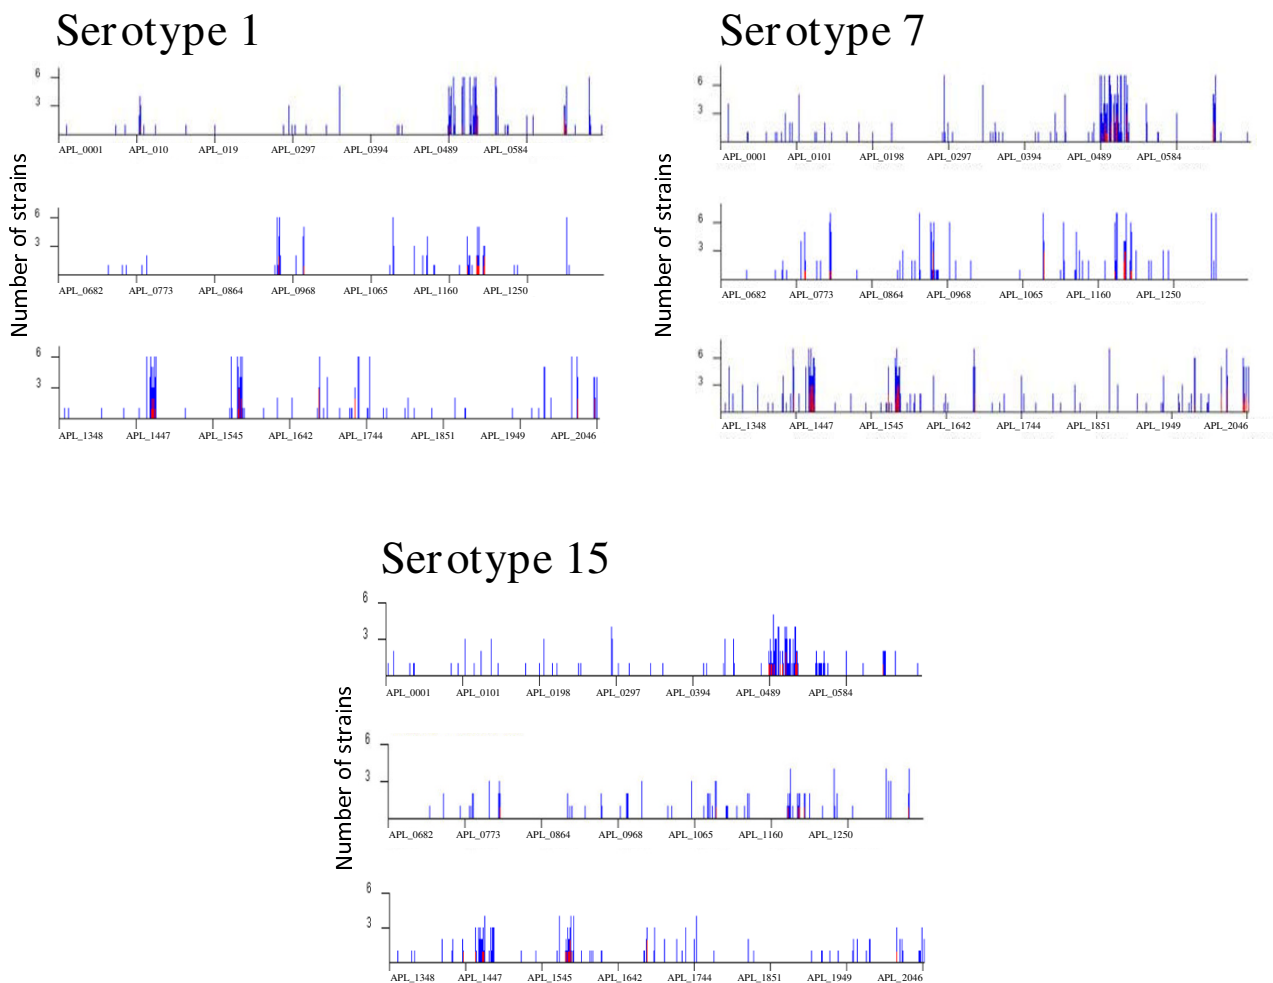 Serotype 1
Number of strains
6
3
APL_0001 APL_010 APL_019 APL_0297 APL_0394 APL_0489 APL_0584
6
3
APL_0682 APL_0773 APL_0864 APL_0968 APL_1065 APL_1160 APL_1250
6
3
APL_1348 APL_1447 APL_1545 APL_1642 APL_1744 APL_1851 APL_1949 APL_2046
Serotype 7
Number of strains
6
3
APL_0001 APL_0101 APL_0198 APL_0297 APL_0394 APL_0489 APL_0584
6
3
APL_0682 APL_0773 APL_0864 APL_0968 APL_1065 APL_1160 APL_1250
6
3
APL_1348 APL_1447 APL_1545 APL_1642 APL_1744 APL_1851 APL_1949 APL_2046
Serotype 15
Number of strains
6
3
APL_0001 APL_0101 APL_0198 APL_0297 APL_0394 APL_0489 APL_0584
6
3
APL_0682 APL_0773 APL_0864 APL_0968 APL_1065 APL_1160 APL_1250
6
3
APL_1348 APL_1447 APL_1545 APL_1642 APL_1744 APL_1851 APL_1949 APL_2046